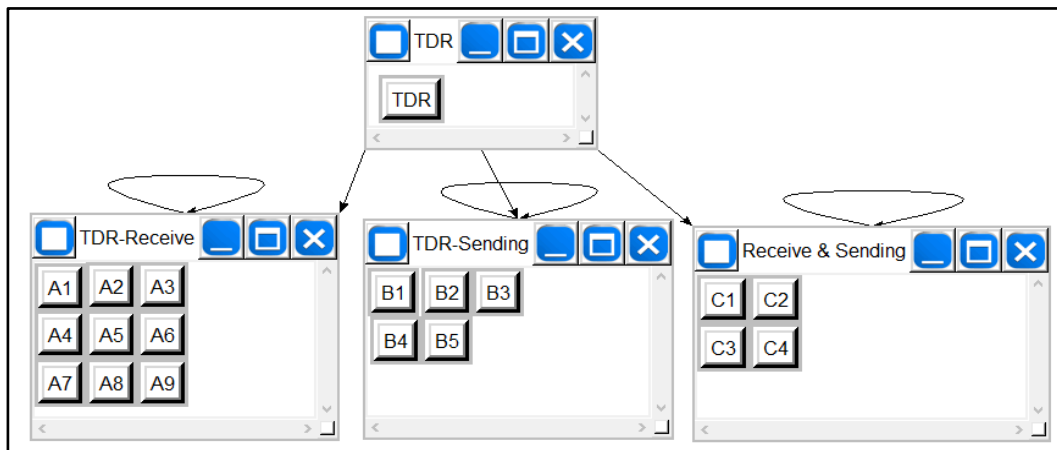 TDR
TDR
TDR-Receive
A1 A2 A3
A4 A5 A6
A7 A8 A9
TDR-Sending
B1 B2 B3
B4 B5
Receive & Sending
C1 C2
C3 C4